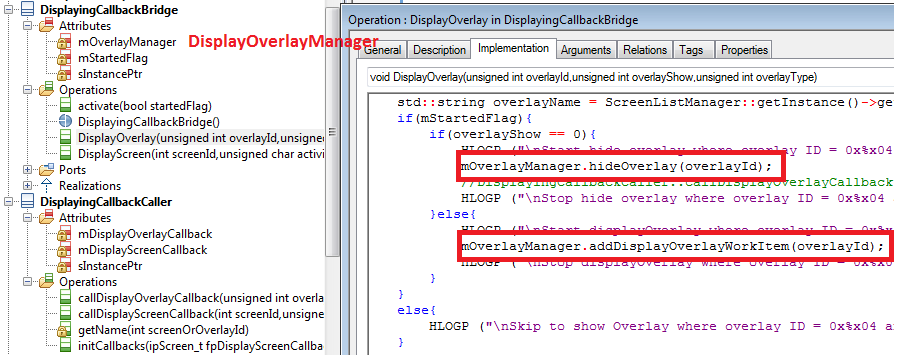 DisplayingCallbackBridge
Attributes
mOverlayManager
DisplayOverlayManager
mStartedFlag
sInstancePtr
Operations
activate(bool startedFlag)
DisplayingCallbackBridge()
DisplayOverlay(unsigned int overlayId,unsigned
DisplayScreen(int screenId,unsigned char activi
Ports
Realizations
DisplayingCallbackCaller
Attributes
mDisplayOverlayCallback
mDisplayScreenCallback
sInstancePtr
Operations
callDisplayOverlayCallback(unsigned int overla
callDisplayScreenCallback(int screenId,unsigne
getName(int screenOrOverlayId)
initCallbacks(ipScreen_t fpDisplayScreenCallba
Operation : DisplayOverlay in DisplayingCallbackBridge
General Description Implementation Arguments Relations Tags Properties
void DisplayOverlay(unsigned int overlayId,unsigned int overlayShow,unsigned int overlayType)
std::string overlayName = ScreenListManager::getInstance()->ge
if(mStartedFlag){
if(overlayShow == 0){
HLOGP ("\nStart hide overlay where overlay ID = 0x%x04
mOverlayManager.hideOverlay(overlayId);
//DisplayingCallbackCaller::callDisplayOverlayCallback
HLOGP ("\nStop hide overlay where overlay ID = 0x%x04
}else{
HLOGP ("\nStart displayOverlay where overlay ID = 0x%x
mOverlayManager.addDisplayOverlayWorkItem(overlayId);
HLOGP ("\nStop displayOverlay where overlay ID = 0x%x0
}
}
else{
HLOGP ("\nSkip to show Overlay where overlay ID = 0x%x04 a
}